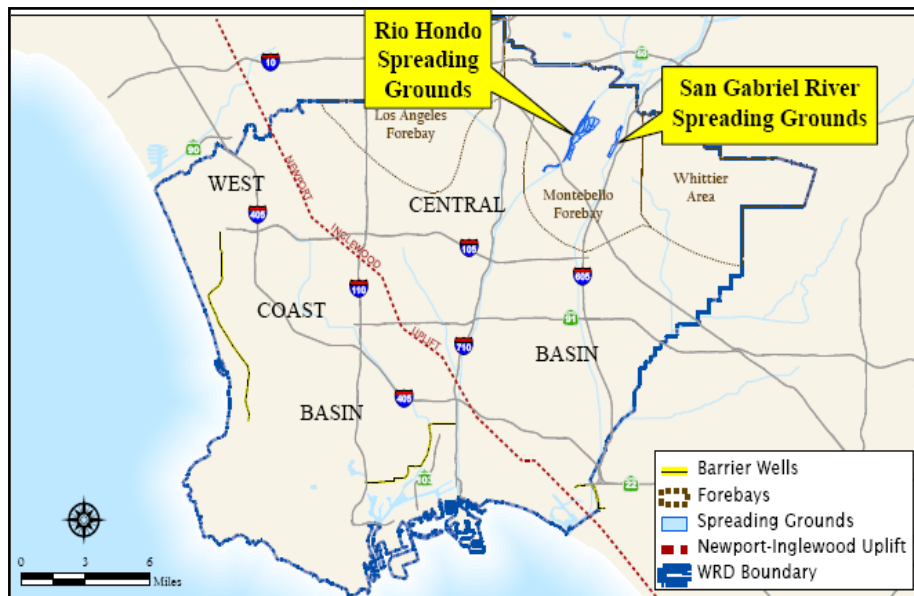 Rio Hondo
Spreading
Grounds
San Gabriel River
Spreading Grounds
10
60
Los Angeles
Forebay
90
WEST
NEWPORT
405
CENTRAL
Montebello
Forebay
Whittier
Area
INGLEWOOD
105
605
110
COAST
91
UPLIFT
710
BASIN
405
BASIN
103
22
Barrier Wells
Forebays
Spreading Grounds
Newport-Inglewood Uplift
WRD Boundary
0 3 6
Miles